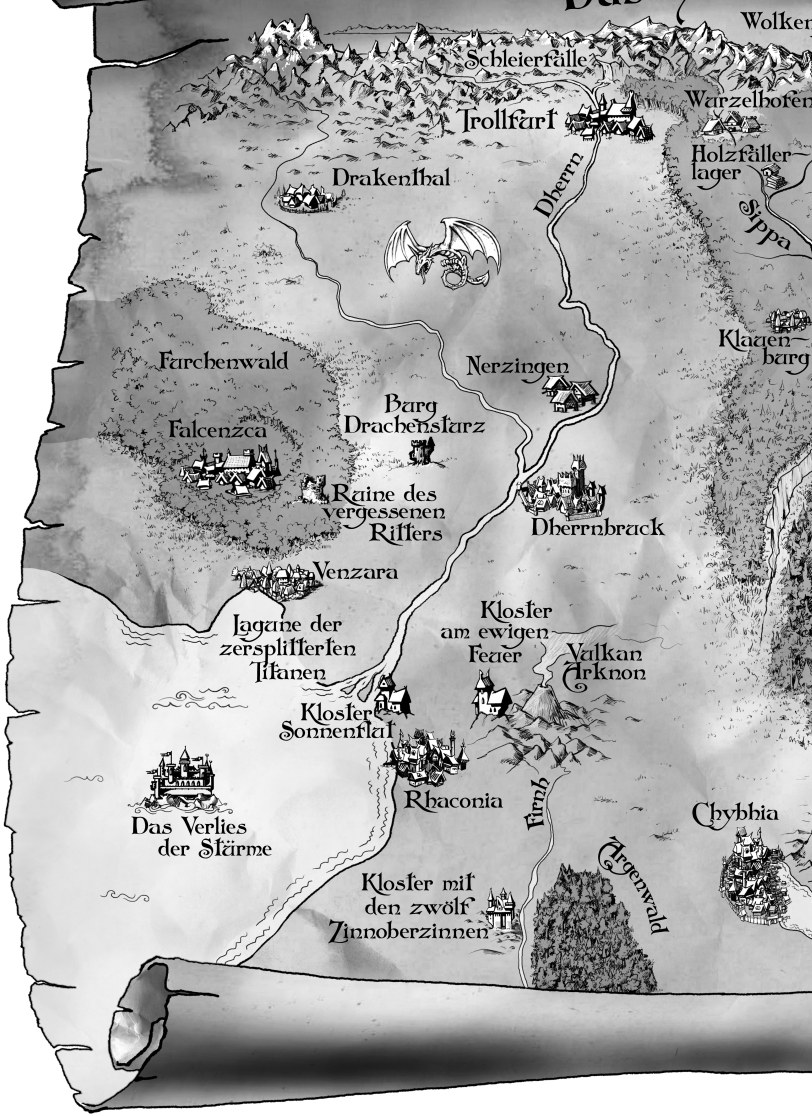 Wolken
Schleierfälle
Wurzelhofen
Trollfurt
Holzfäller-
lager
Drakenthal
Dherrn
Sippa
Klauen-
burg
Furchenwald
Nerzingen
Burg
Drachensturz
Falcenzca
Ruine des
vergessenen
Ritters
Dherrnbruck
Venzara
Lagune der
zersplitterten
Titanen
Kloster
am ewigen
Feuer
Vulkan
Arknon
Kloster
Sonnenflut
Rhaconia
Das Verlies
der Stürme
Firnh
Chybhia
Argenwald
Kloster mit
den zwölf
Zinnoberzinnen